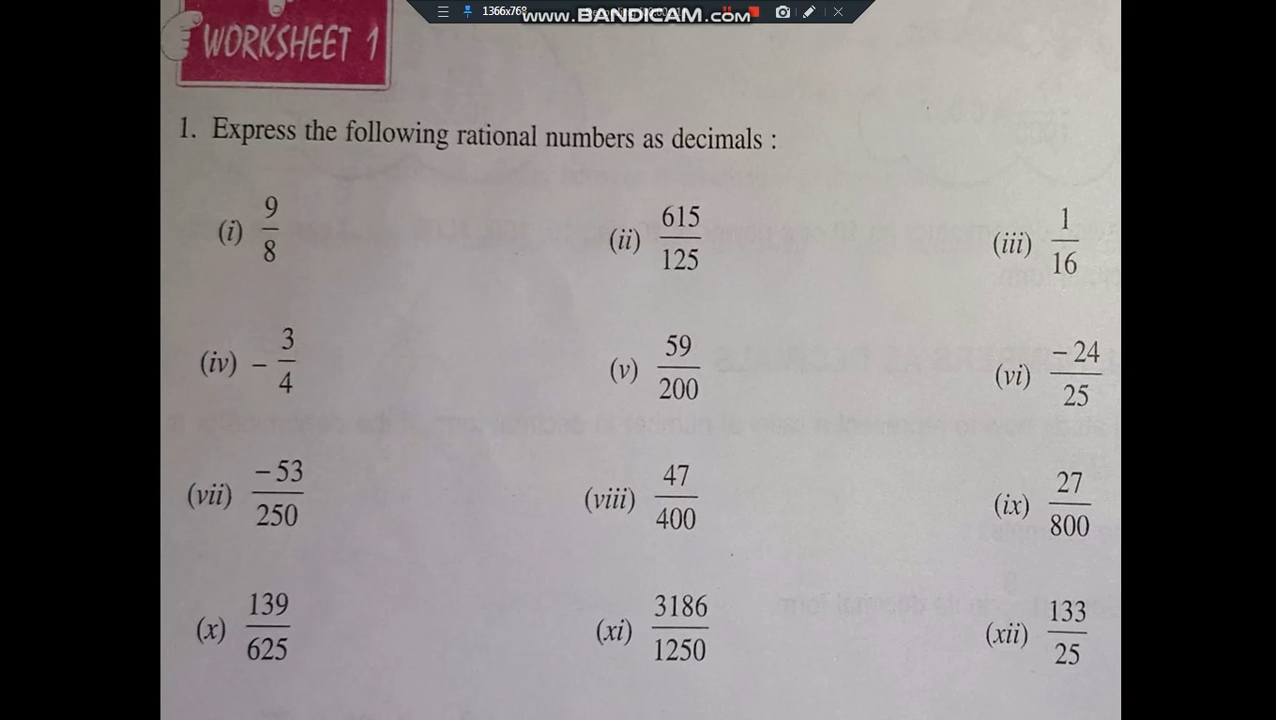 1366x768
www.BANDICAM.com
WORKSHEET 1
1. Express the following rational numbers as decimals :
(i) 9/8 (ii) 615/125 (iii) 1/16
(iv) - 3/4 (v) 59/200 (vi) -24/25
(vii) -53/250 (viii) 47/400 (ix) 27/800
(x) 139/625 (xi) 3186/1250 (xii) 133/25